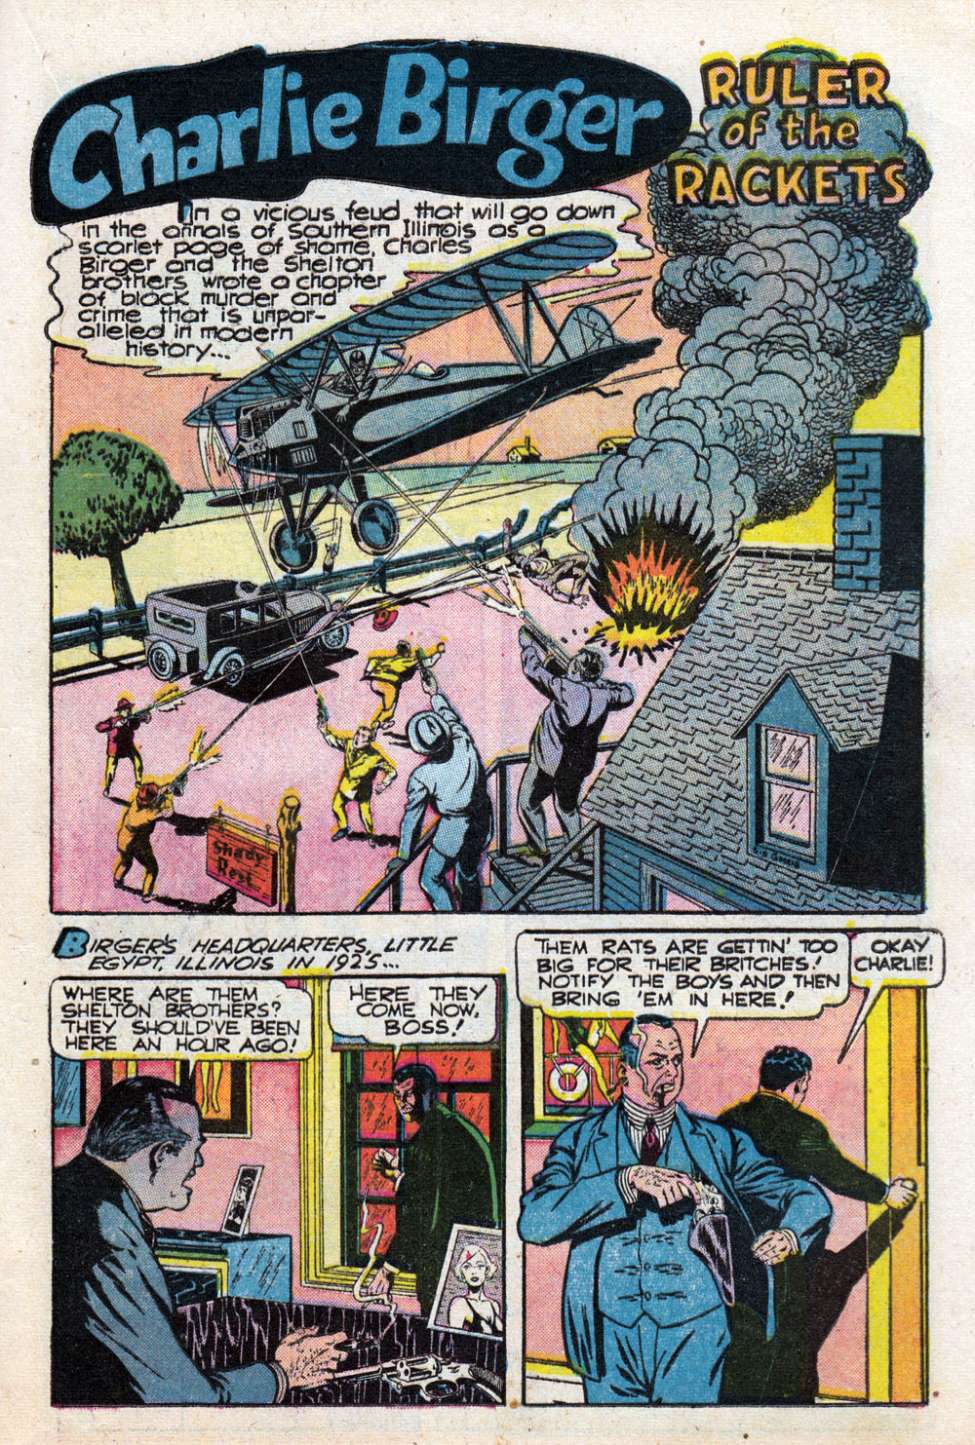 Charlie Birger
RULER
of the
RACKETS
In a vicious feud that will go down
in the annals of Southern Illinois as a
scarlet page of shame, Charles
Birger and the Shelton
brothers wrote a chapter
of black murder and
crime that is unpar-
alleled in modern
history...
Shady
Rest
BIRGER'S HEADQUARTERS, LITTLE
EGYPT, ILLINOIS IN 1925...
WHERE ARE THEM
SHELTON BROTHERS?
THEY SHOULD'VE BEEN
HERE AN HOUR AGO!
HERE THEY
COME NOW,
BOSS!
THEM RATS ARE GETTIN' TOO
BIG FOR THEIR BRITCHES!
NOTIFY THE BOYS AND THEN
BRING 'EM IN HERE!
OKAY
CHARLIE!